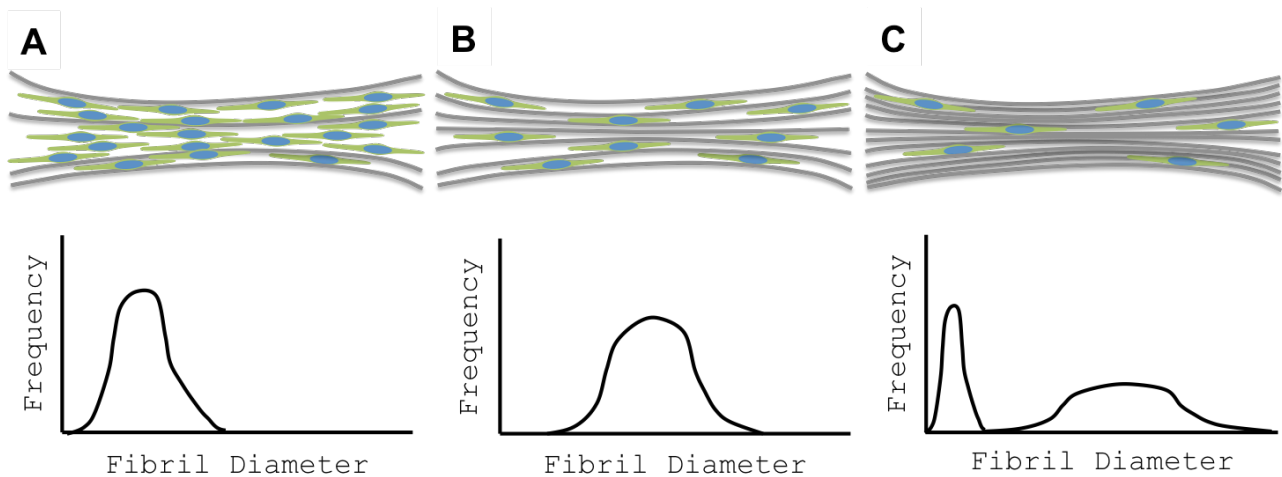 A
B
C
Frequency
Fibril Diameter
Frequency
Fibril Diameter
Frequency
Fibril Diameter